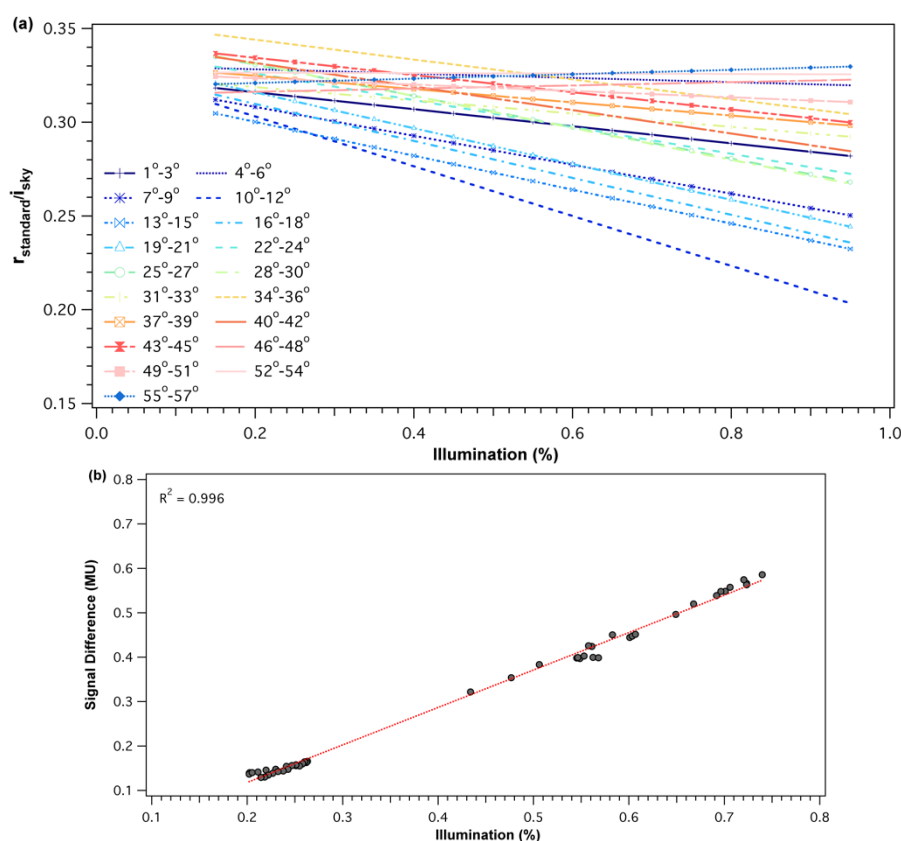 (a)
0.35
0.30
0.25
0.20
0.15
r_standard/i_sky
1°-3° 4°-6°
7°-9° 10°-12°
13°-15° 16°-18°
19°-21° 22°-24°
25°-27° 28°-30°
31°-33° 34°-36°
37°-39° 40°-42°
43°-45° 46°-48°
49°-51° 52°-54°
55°-57°
0.0 0.2 0.4 0.6 0.8 1.0
Illumination (%)
(b)
R² = 0.996
0.8
0.7
0.6
0.5
0.4
0.3
0.2
0.1
Signal Difference (MU)
0.1 0.2 0.3 0.4 0.5 0.6 0.7 0.8
Illumination (%)